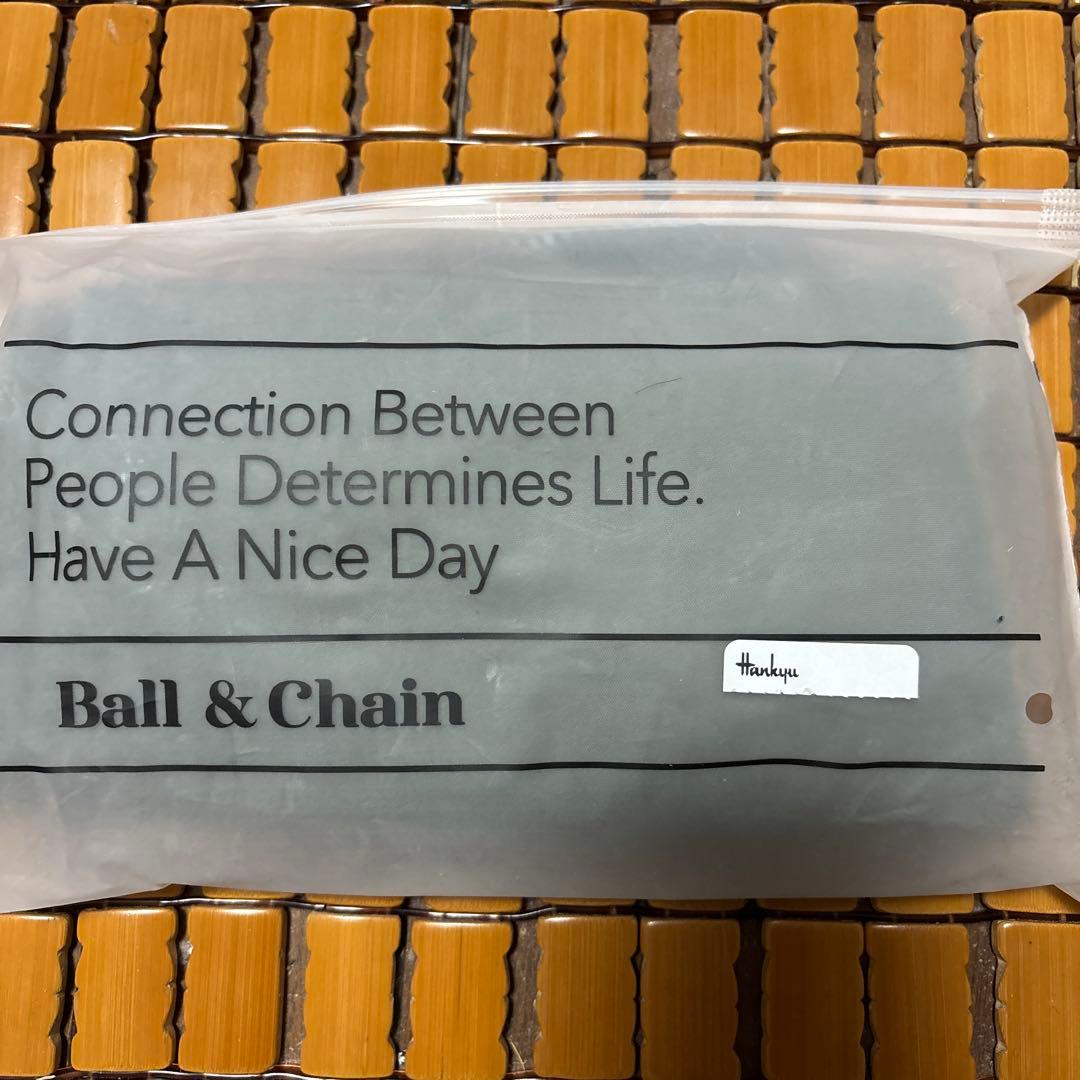 Connection Between
People Determines Life.
Have A Nice Day
Ball & Chain
Hankyu